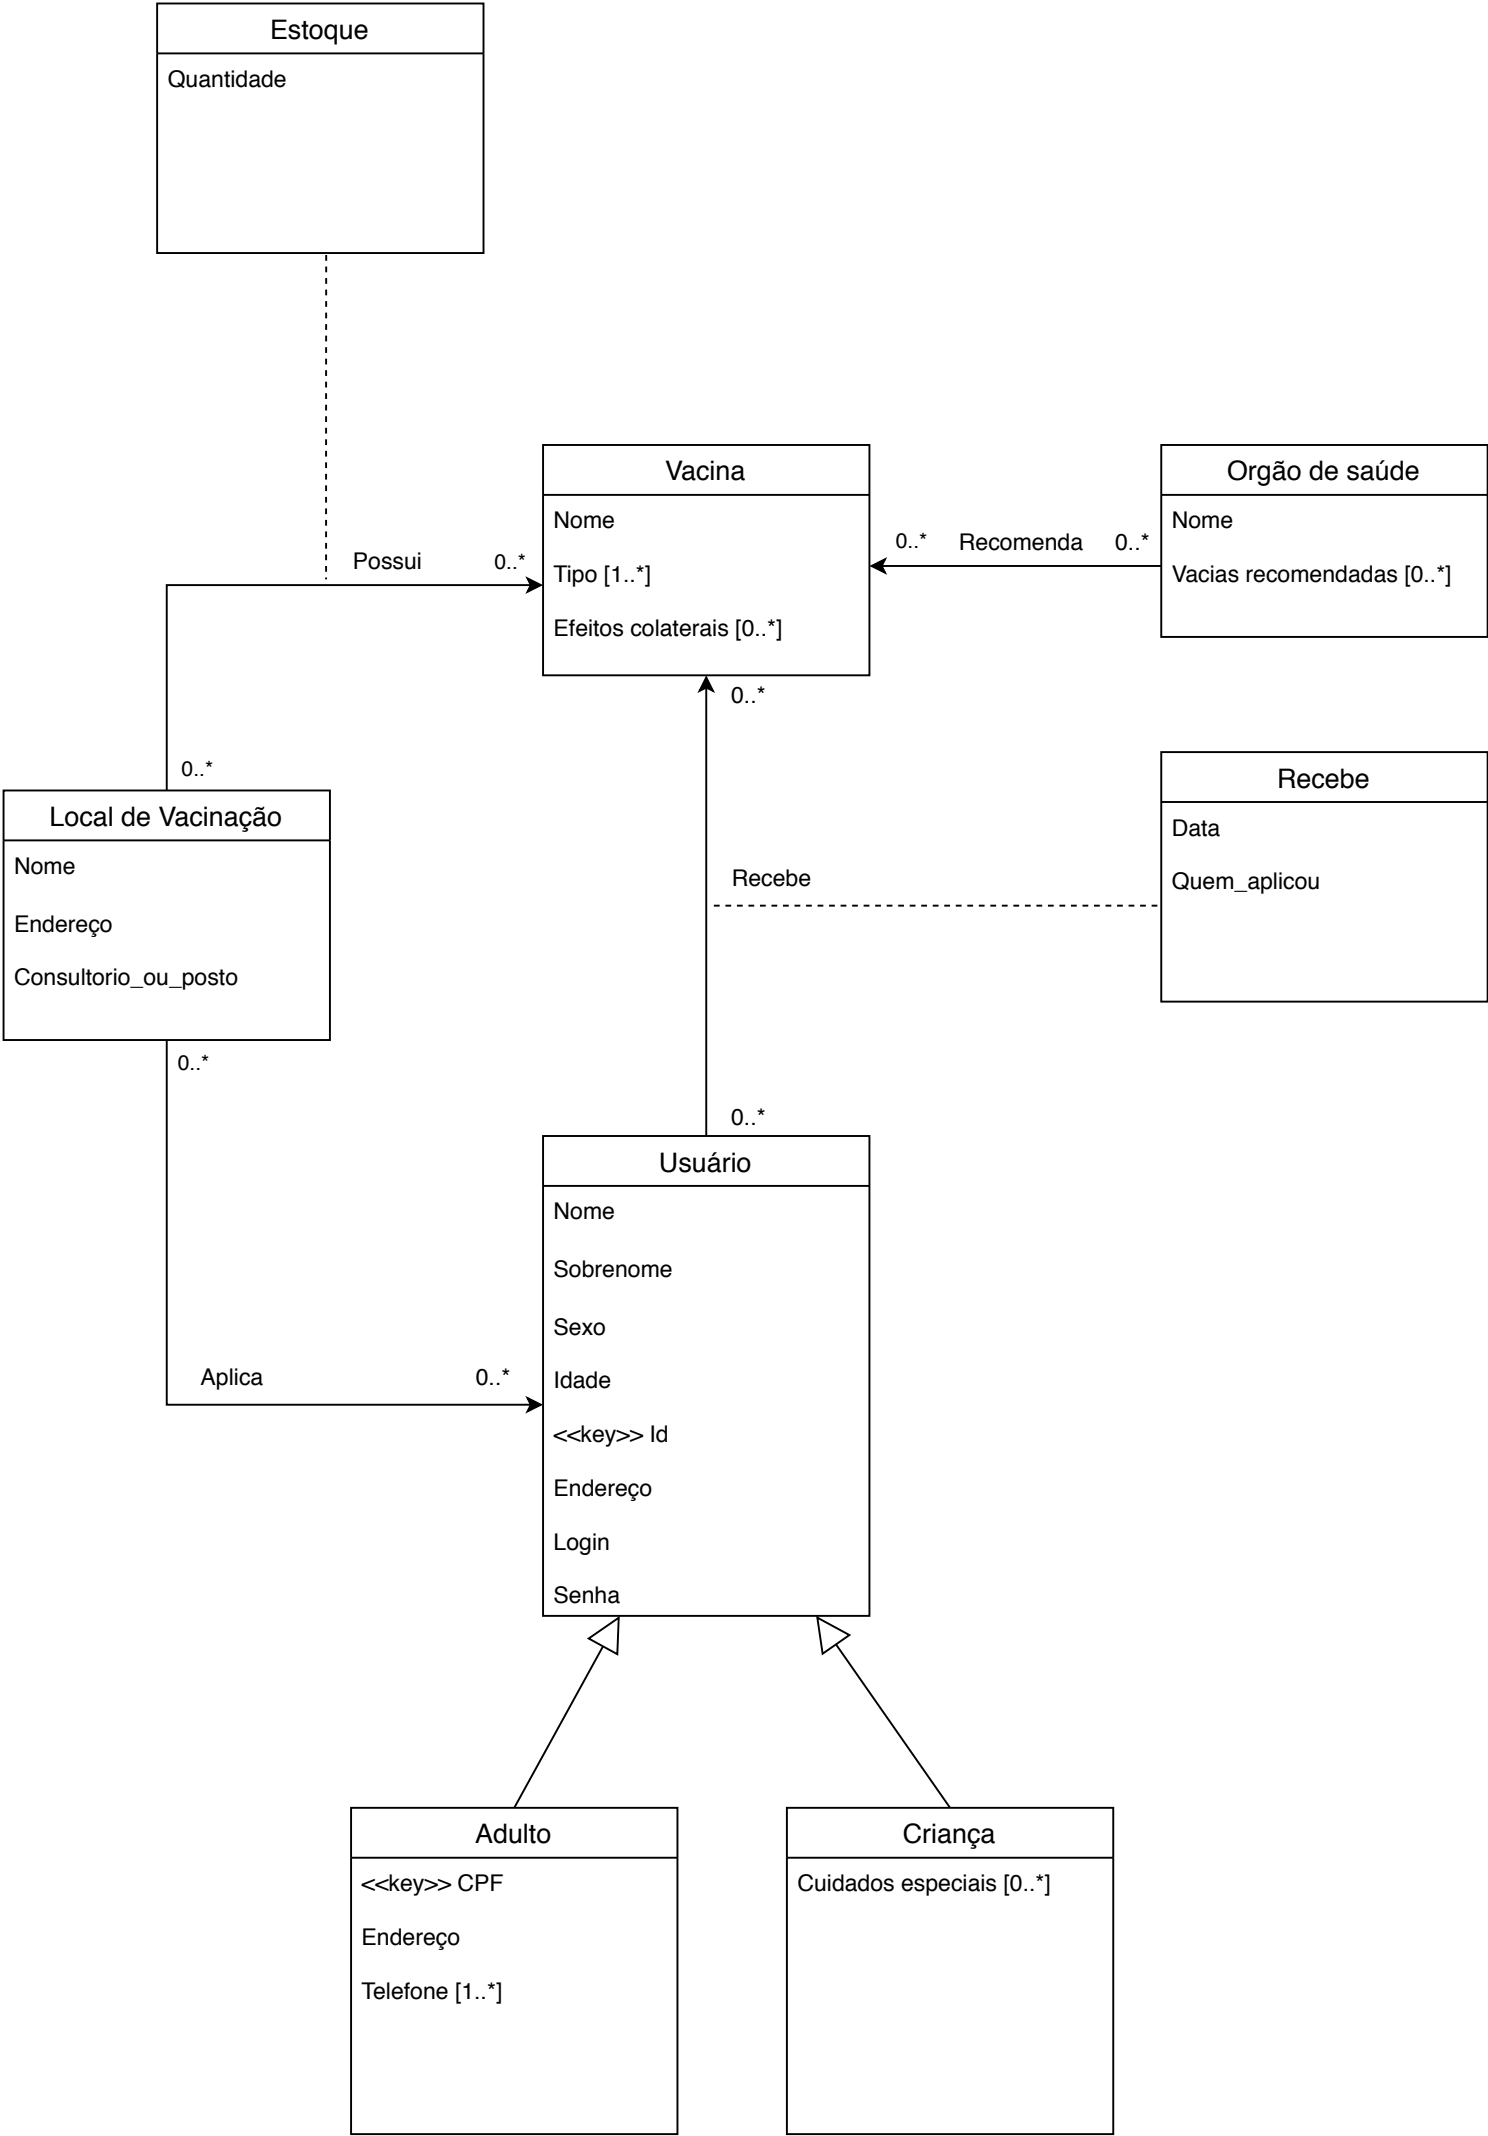 Estoque
Quantidade
Vacina
Nome
Tipo [1..*]
Efeitos colaterais [0..*]
Orgão de saúde
Nome
Vacias recomendadas [0..*]
0..*
Recomenda
0..*
Possui
0..*
0..*
0..*
Local de Vacinação
Nome
Endereço
Consultorio_ou_posto
Recebe
Data
Quem_aplicou
Recebe
0..*
0..*
Usuário
Nome
Sobrenome
Sexo
Idade
<<key>> Id
Endereço
Login
Senha
Aplica
0..*
Adulto
<<key>> CPF
Endereço
Telefone [1..*]
Criança
Cuidados especiais [0..*]